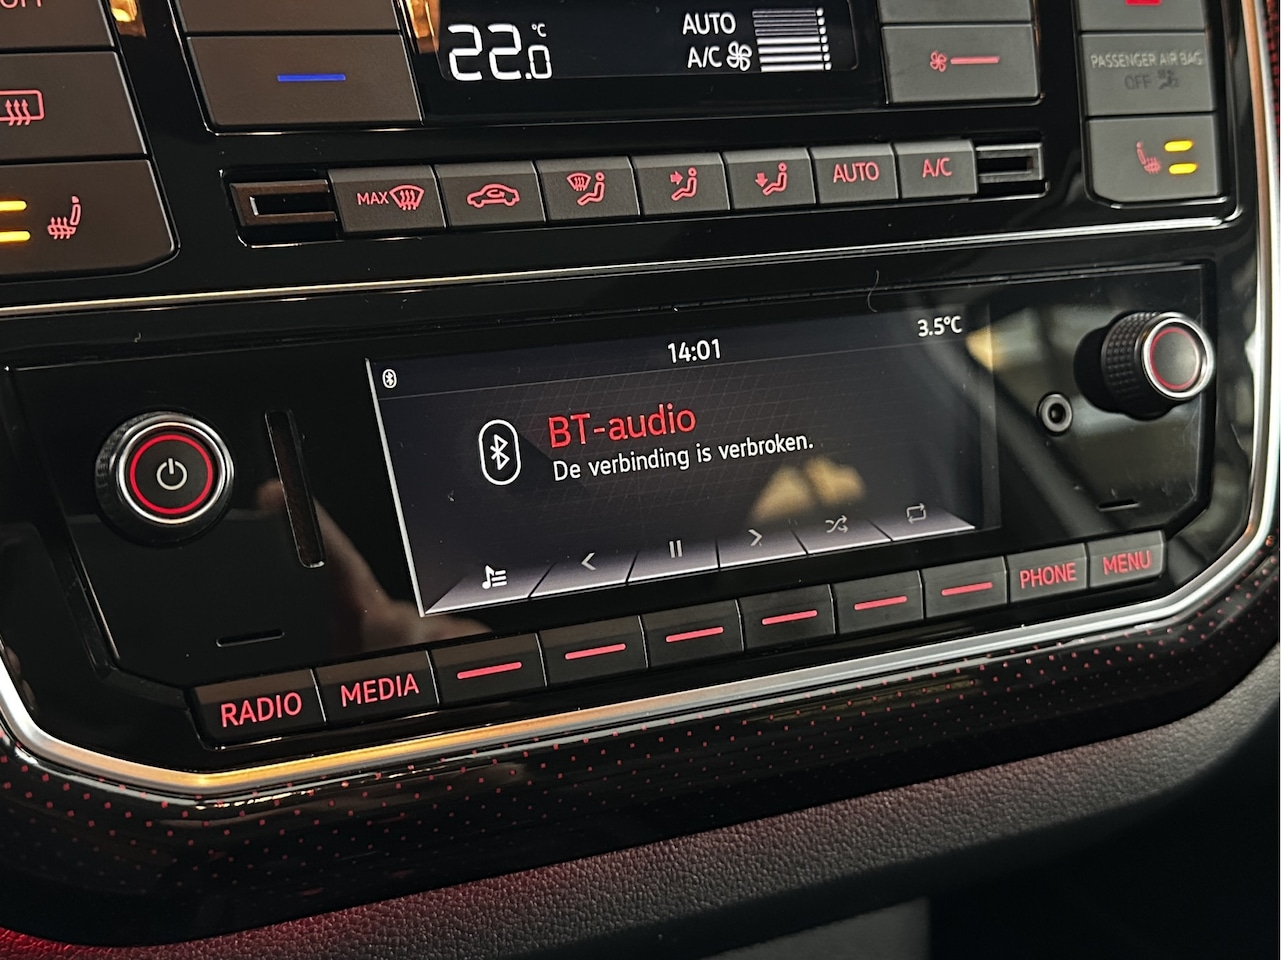 22.0 °C
AUTO
A/C
PASSENGER AIR BAG
OFF
MAX
AUTO
A/C
14:01
3.5°C
BT-audio
De verbinding is verbroken.
RADIO
MEDIA
PHONE
MENU